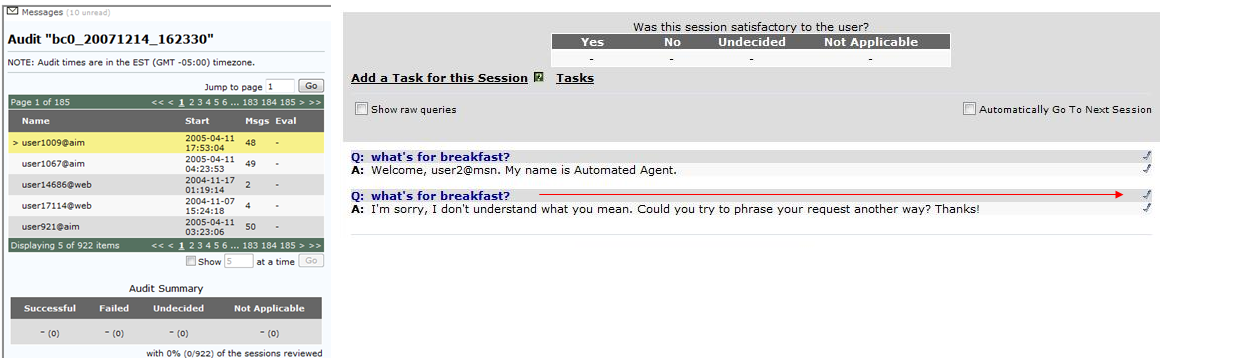 Messages (10 unread)
Audit "bc0_20071214_162330"
NOTE: Audit times are in the EST (GMT -05:00) timezone.
Jump to page 1 Go
Page 1 of 185 << < 1 2 3 4 5 6 ... 183 184 185 > >>
Name Start Msgs Eval
> user1009@aim 2005-04-11 17:53:04 48 -
user1067@aim 2005-04-11 04:23:53 49 -
user14686@web 2004-11-17 01:19:14 2 -
user17114@web 2004-11-07 15:24:18 4 -
user921@aim 2005-04-11 03:23:06 50 -
Displaying 5 of 922 items << < 1 2 3 4 5 6 ... 183 184 185 > >>
Show 5 at a time Go
Audit Summary
Successful Failed Undecided Not Applicable
- (0) - (0) - (0) - (0)
with 0% (0/922) of the sessions reviewed
Was this session satisfactory to the user?
Yes No Undecided Not Applicable
- - - -
Add a Task for this Session ? Tasks
Show raw queries Automatically Go To Next Session
Q: what's for breakfast?
A: Welcome, user2@msn. My name is Automated Agent.
Q: what's for breakfast?
A: I'm sorry, I don't understand what you mean. Could you try to phrase your request another way? Thanks!